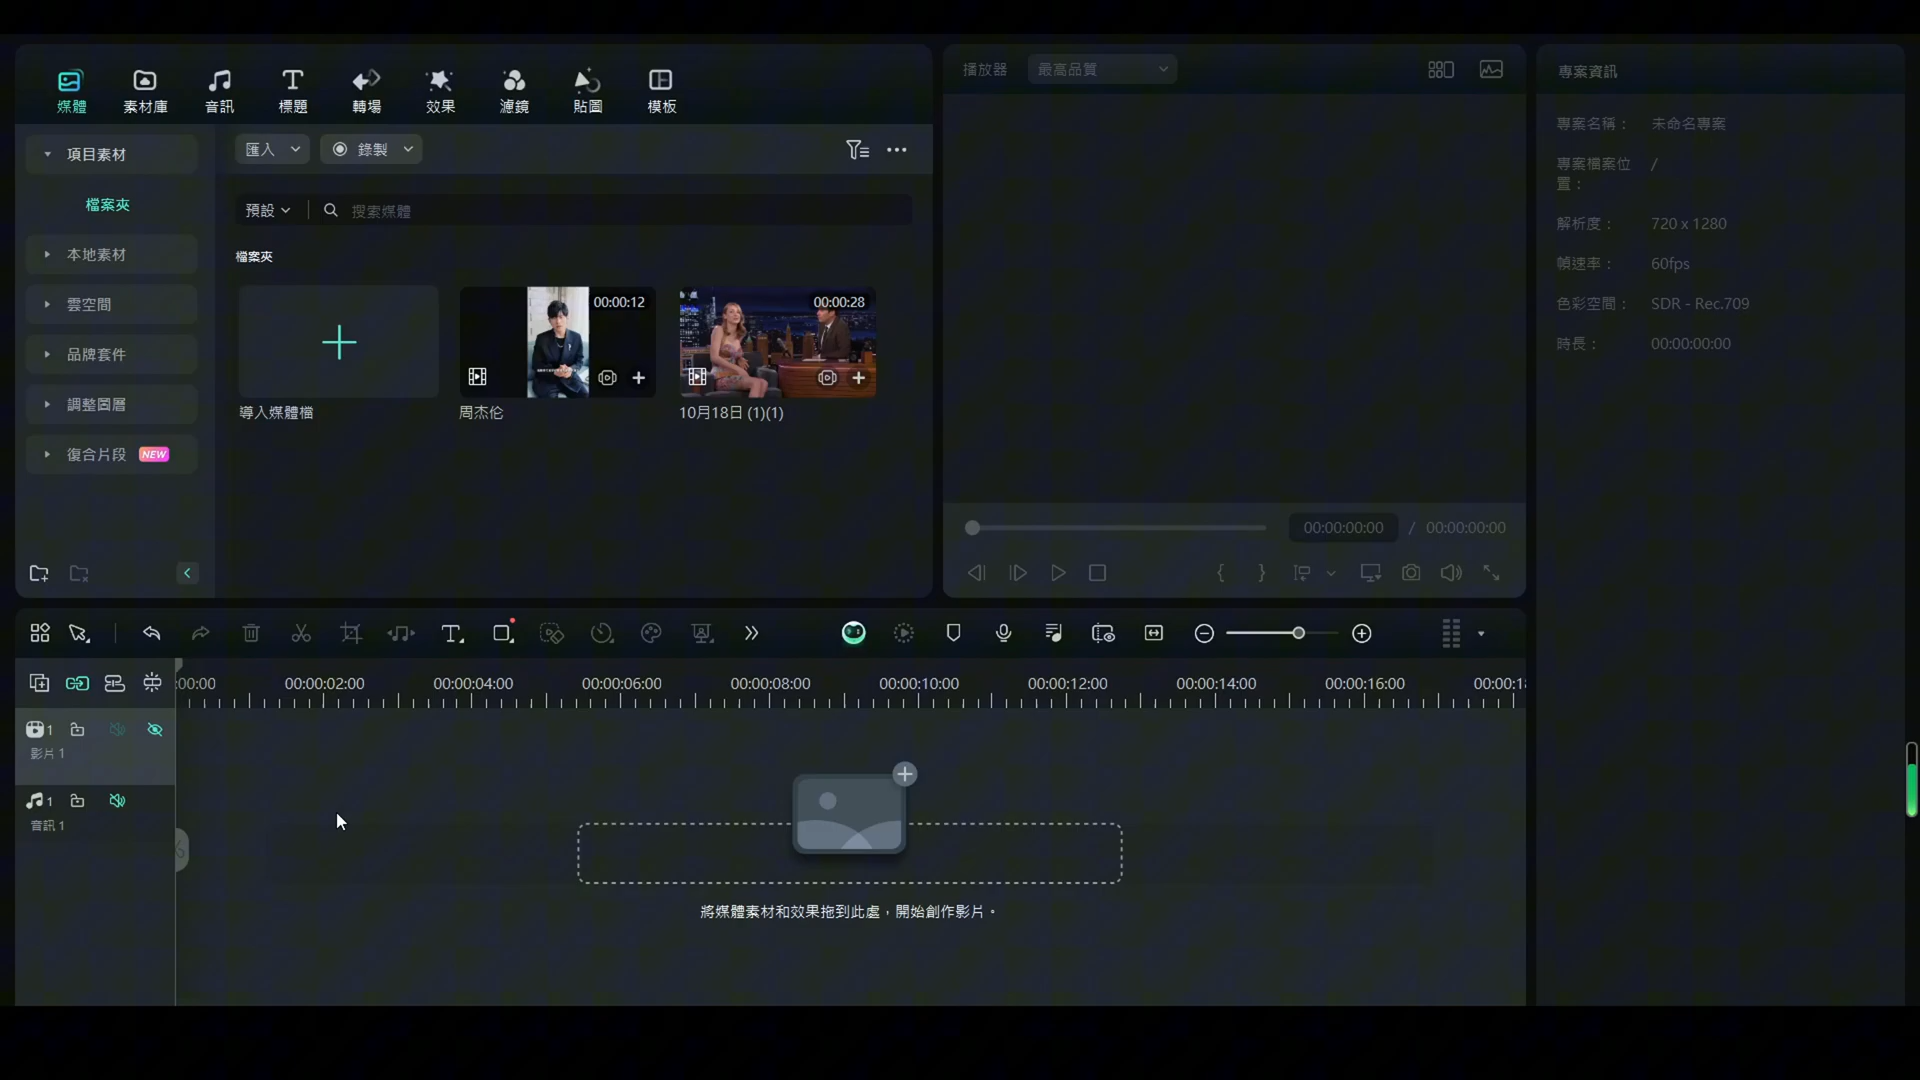 媒體
素材庫
音訊
標題
轉場
效果
濾鏡
貼圖
模板
項目素材
檔案夾
本地素材
雲空間
品牌套件
調整圖層
復合片段 NEW
匯入
錄製
預設
搜索媒體
檔案夾
00:00:12
00:00:28
導入媒體檔
周杰伦
10月18日 (1)(1)
播放器
最高品質
00:00:00:00 / 00:00:00:00
專案資訊
專案名稱： 未命名專案
專案檔案位 /
置：
解析度： 720 x 1280
幀速率： 60fps
色彩空間： SDR - Rec.709
時長： 00:00:00:00
:00:00 00:00:02:00 00:00:04:00 00:00:06:00 00:00:08:00 00:00:10:00 00:00:12:00 00:00:14:00 00:00:16:00 00:00:18
1
影片 1
1
音訊 1
將媒體素材和效果拖到此處，開始創作影片。